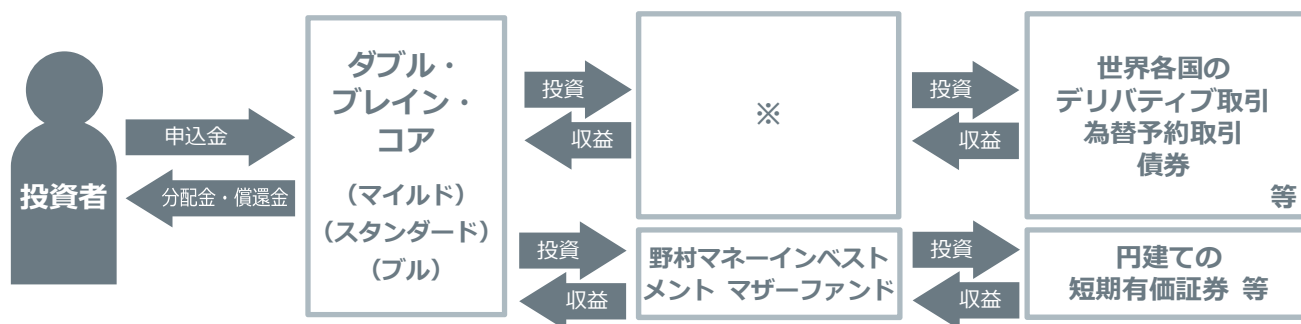 投資者
申込金
分配金・償還金
ダブル・
ブレイン・
コア
（マイルド）
（スタンダード）
（ブル）
投資
収益
※
投資
収益
世界各国の
デリバティブ取引
為替予約取引
債券
等
投資
収益
野村マネーインベスト
メント マザーファンド
投資
収益
円建ての
短期有価証券 等